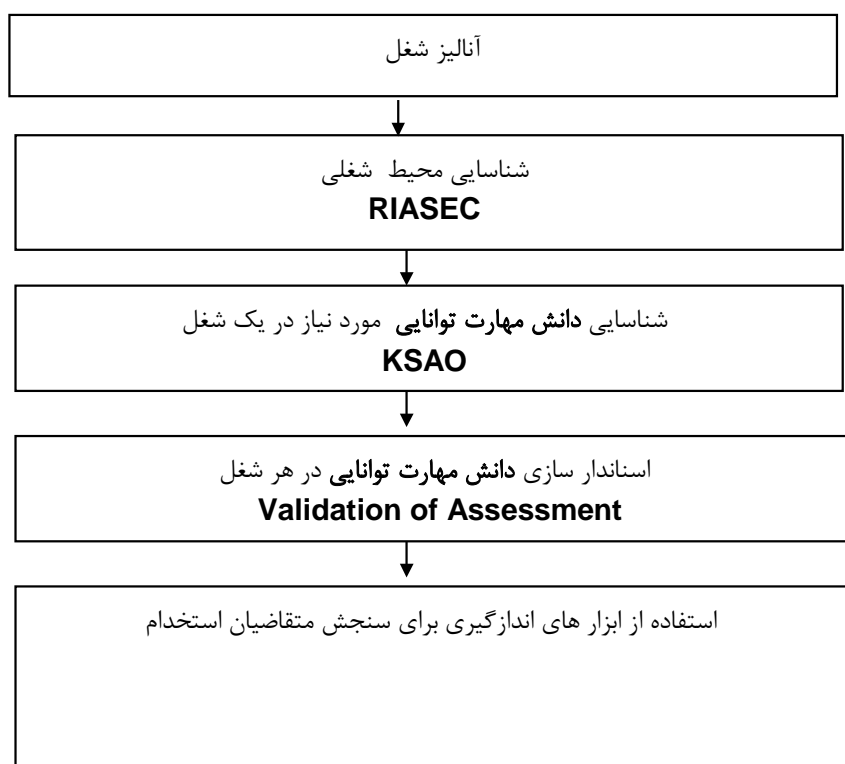 آنالیز شغل
شناسایی محیط شغلی
RIASEC
شناسایی دانش مهارت توانایی مورد نیاز در یک شغل
KSAO
اسناندار سازی دانش مهارت توانایی در هر شغل
Validation of Assessment
استفاده از ابزار های اندازگیری برای سنجش متقاضیان استخدام